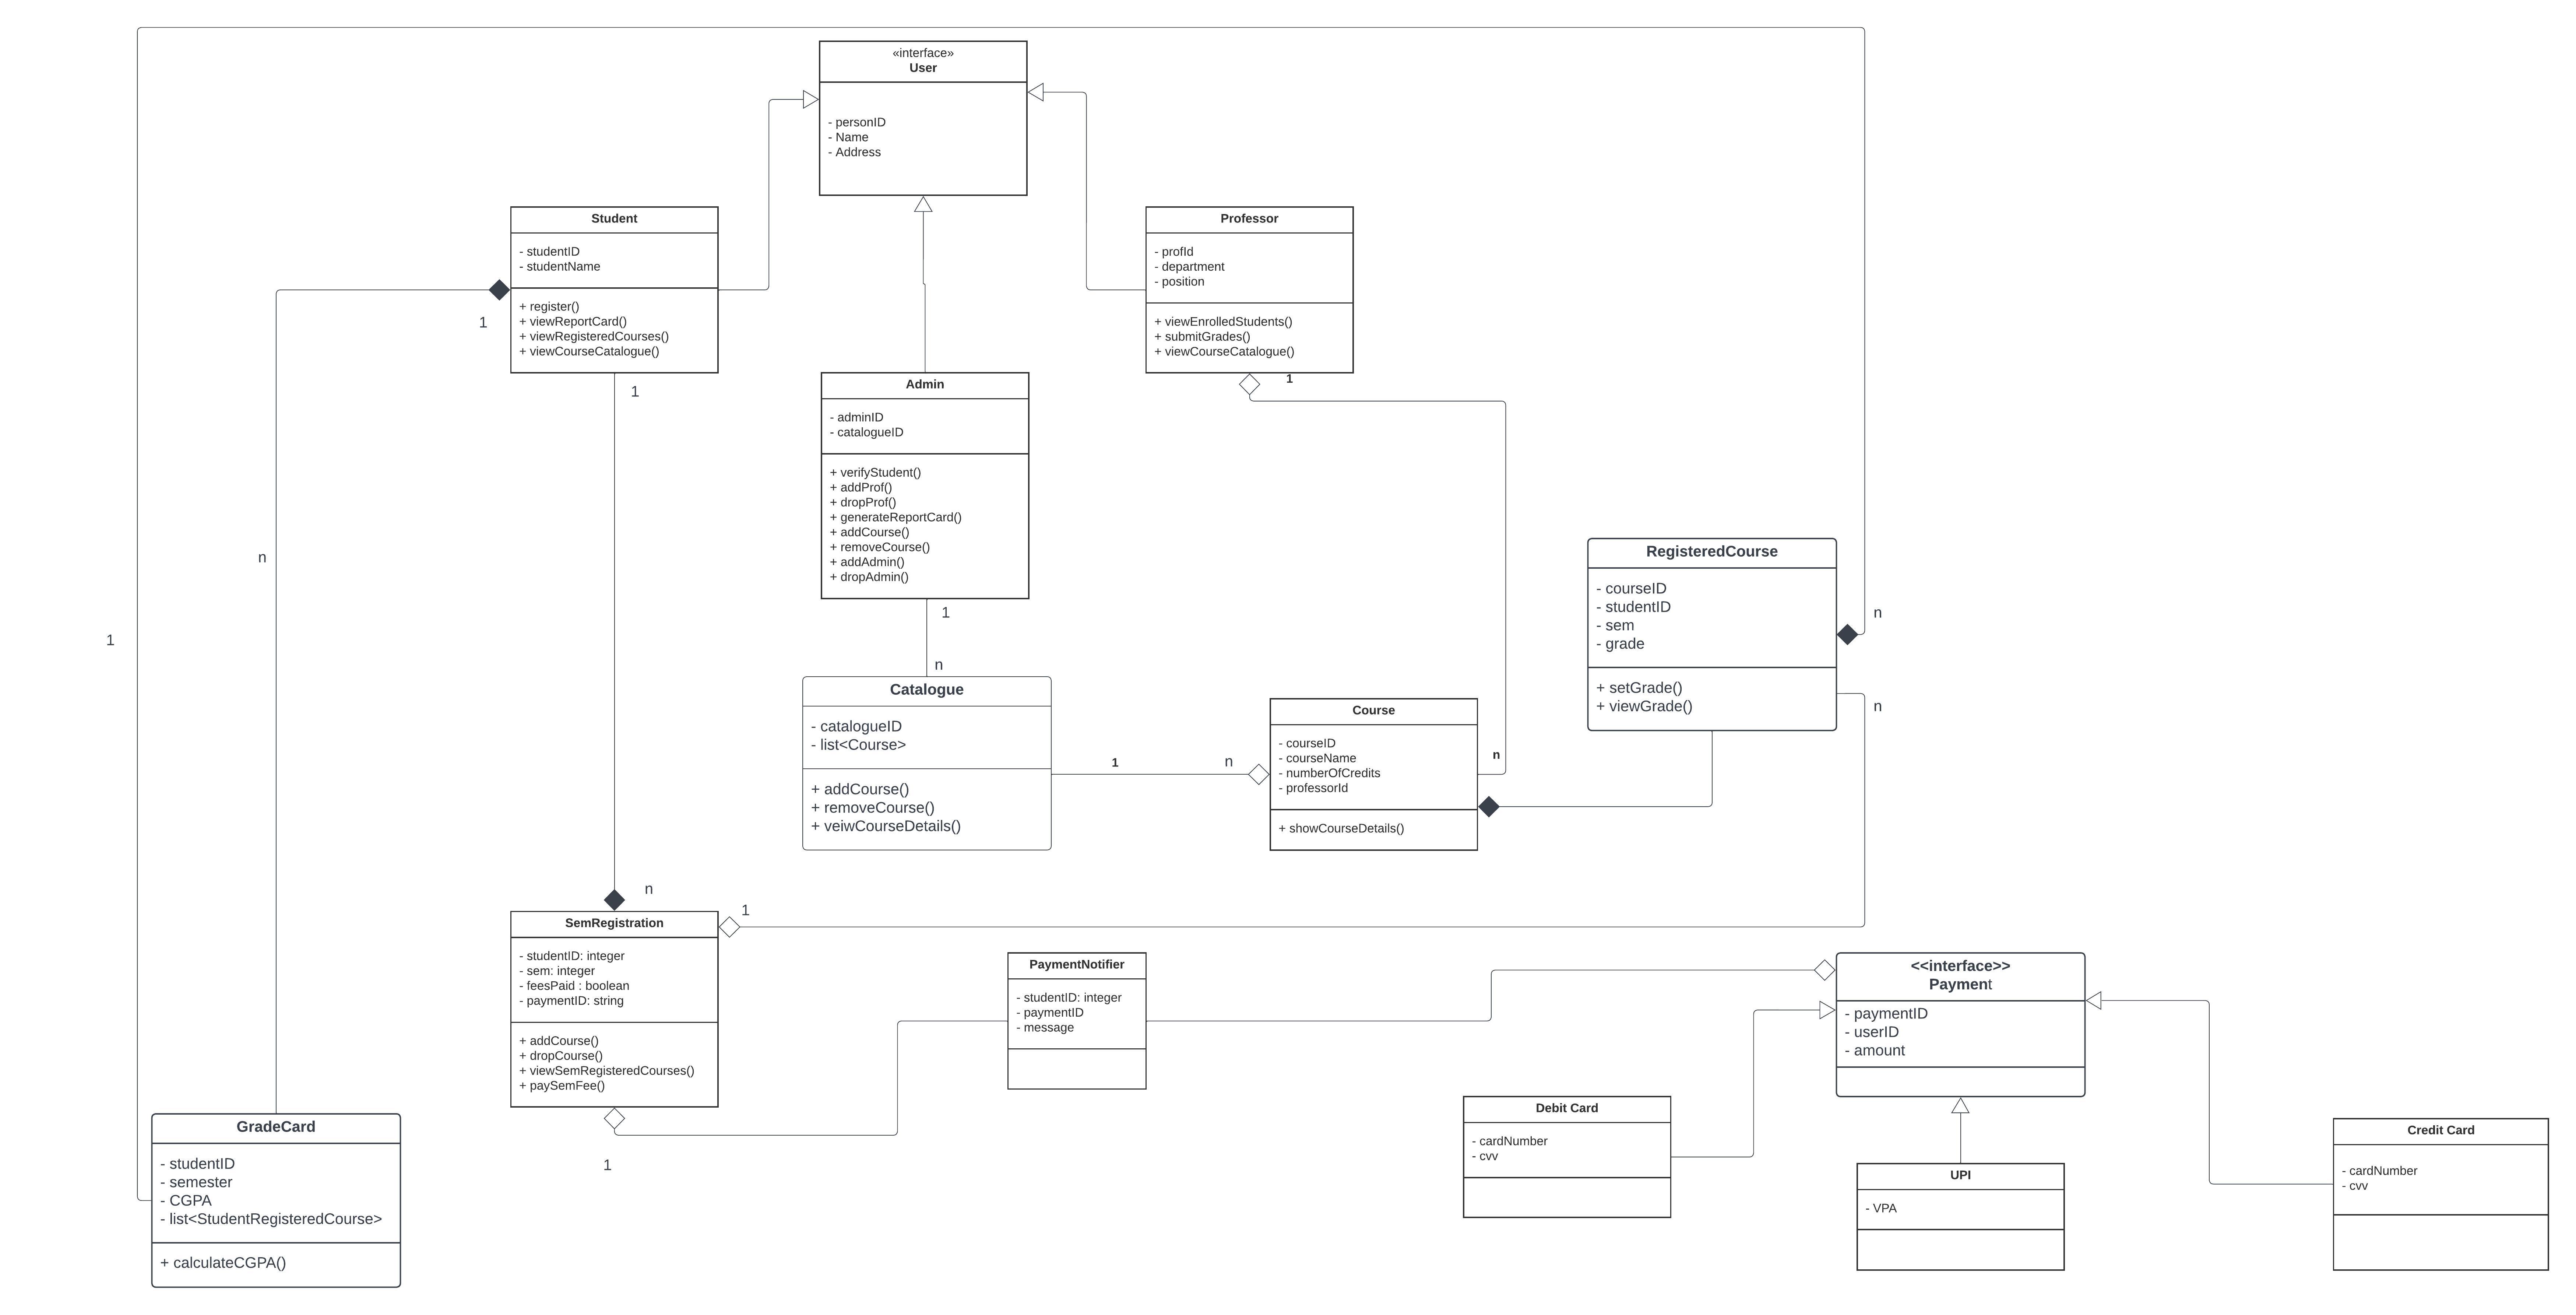 «interface»
User
- personID
- Name
- Address
Student
- studentID
- studentName
+ register()
+ viewReportCard()
+ viewRegisteredCourses()
+ viewCourseCatalogue()
1
1
Professor
- profId
- department
- position
+ viewEnrolledStudents()
+ submitGrades()
+ viewCourseCatalogue()
1
Admin
- adminID
- catalogueID
+ verifyStudent()
+ addProf()
+ dropProf()
+ generateReportCard()
+ addCourse()
+ removeCourse()
+ addAdmin()
+ dropAdmin()
1
n
n
1
RegisteredCourse
- courseID
- studentID
- sem
- grade
+ setGrade()
+ viewGrade()
n
n
Catalogue
- catalogueID
- list<Course>
+ addCourse()
+ removeCourse()
+ veiwCourseDetails()
1
n
Course
- courseID
- courseName
- numberOfCredits
- professorId
+ showCourseDetails()
n
n
1
SemRegistration
- studentID: integer
- sem: integer
- feesPaid : boolean
- paymentID: string
+ addCourse()
+ dropCourse()
+ viewSemRegisteredCourses()
+ paySemFee()
1
PaymentNotifier
- studentID: integer
- paymentID
- message
<<interface>>
Payment
- paymentID
- userID
- amount
Debit Card
- cardNumber
- cvv
UPI
- VPA
Credit Card
- cardNumber
- cvv
GradeCard
- studentID
- semester
- CGPA
- list<StudentRegisteredCourse>
+ calculateCGPA()